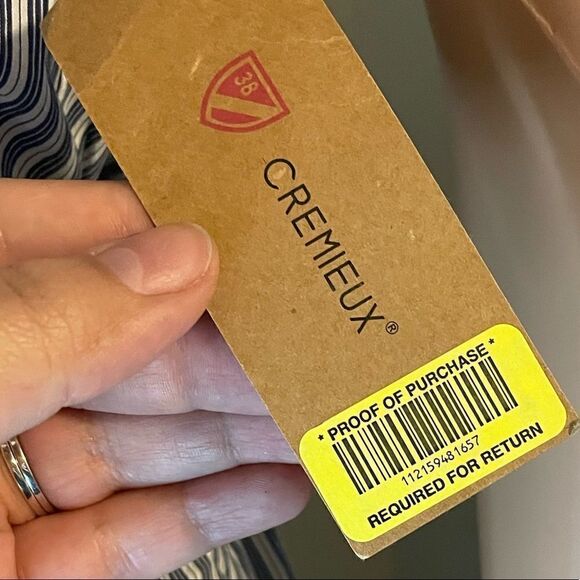 38
CREMIEUX®
* PROOF OF PURCHASE *
112159481657
REQUIRED FOR RETURN